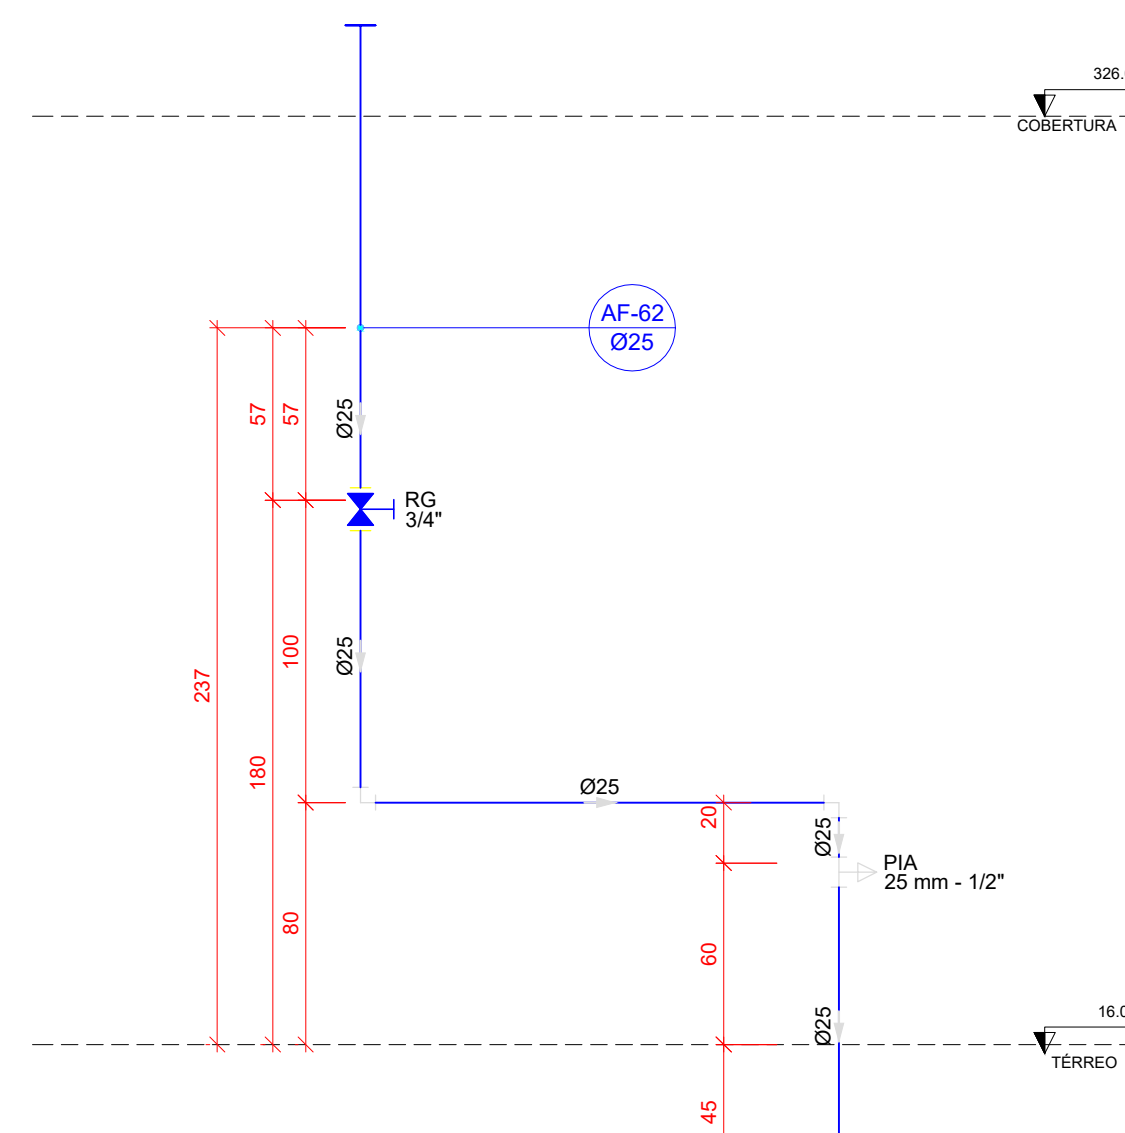 326.
COBERTURA
AF-62
Ø25
57
57
Ø25
RG
3/4"
237
180
100
Ø25
Ø25
20
Ø25
PIA
25 mm - 1/2"
80
60
Ø25
16.0
TÉRREO
45